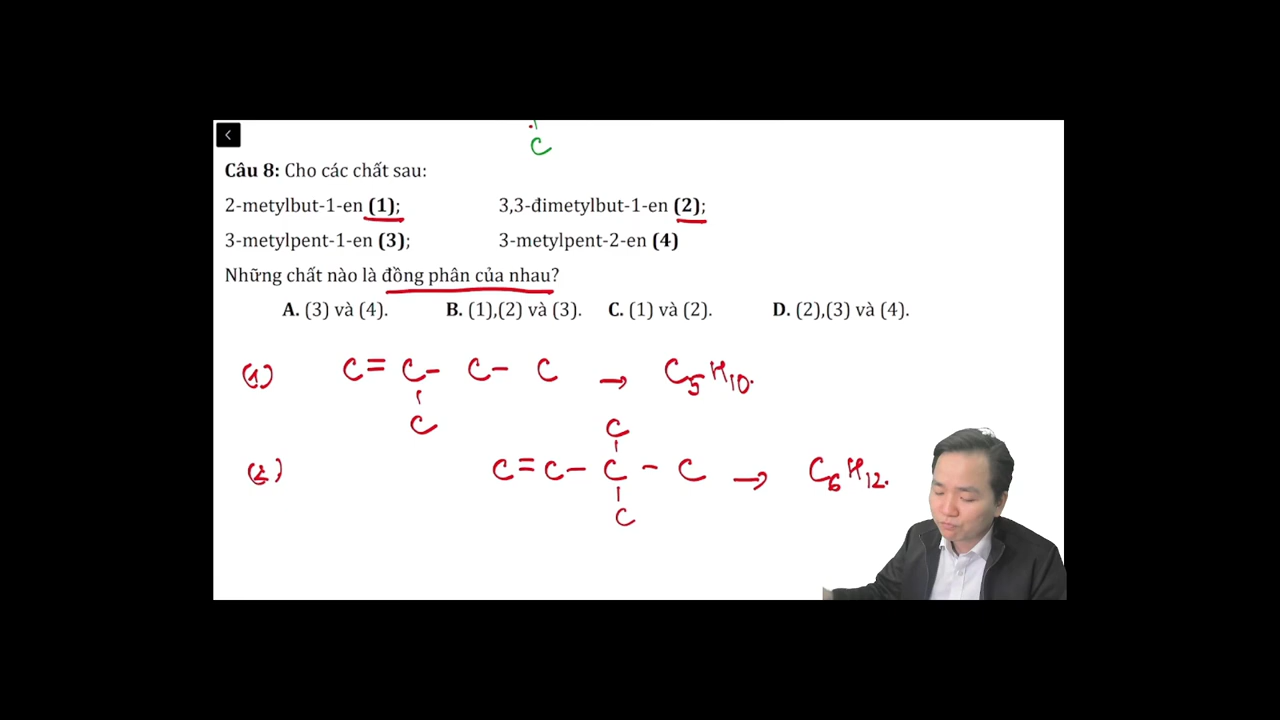 C
Câu 8: Cho các chất sau:
2-metylbut-1-en (1); 3,3-đimetylbut-1-en (2);
3-metylpent-1-en (3); 3-metylpent-2-en (4)
Những chất nào là đồng phân của nhau?
A. (3) và (4). B. (1),(2) và (3). C. (1) và (2). D. (2),(3) và (4).
(1) C = C - C - C → C5H10.
C
C
(2) C = C - C - C → C6H12.
C